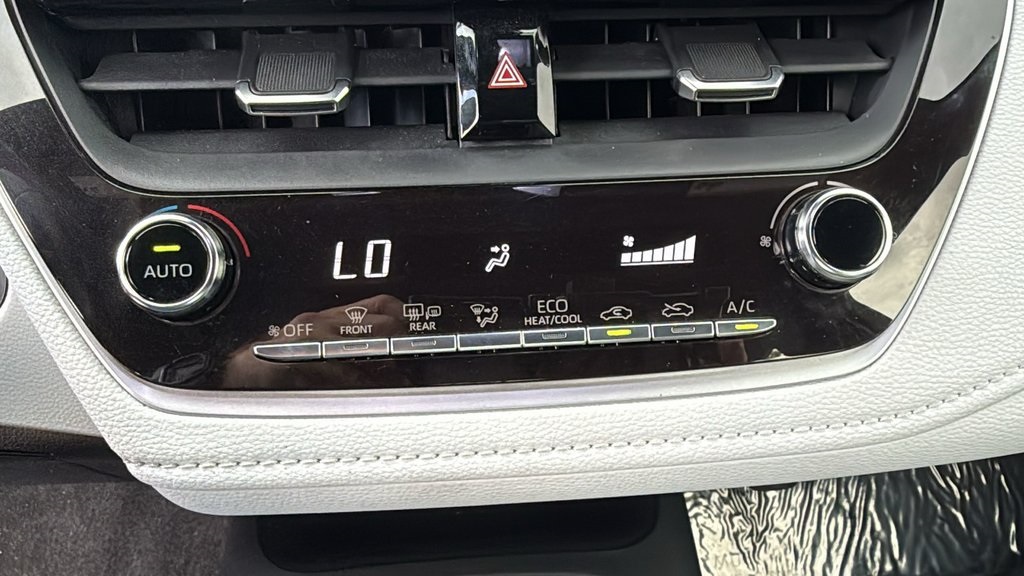 AUTO
LO
OFF
FRONT
REAR
ECO
HEAT/COOL
A/C